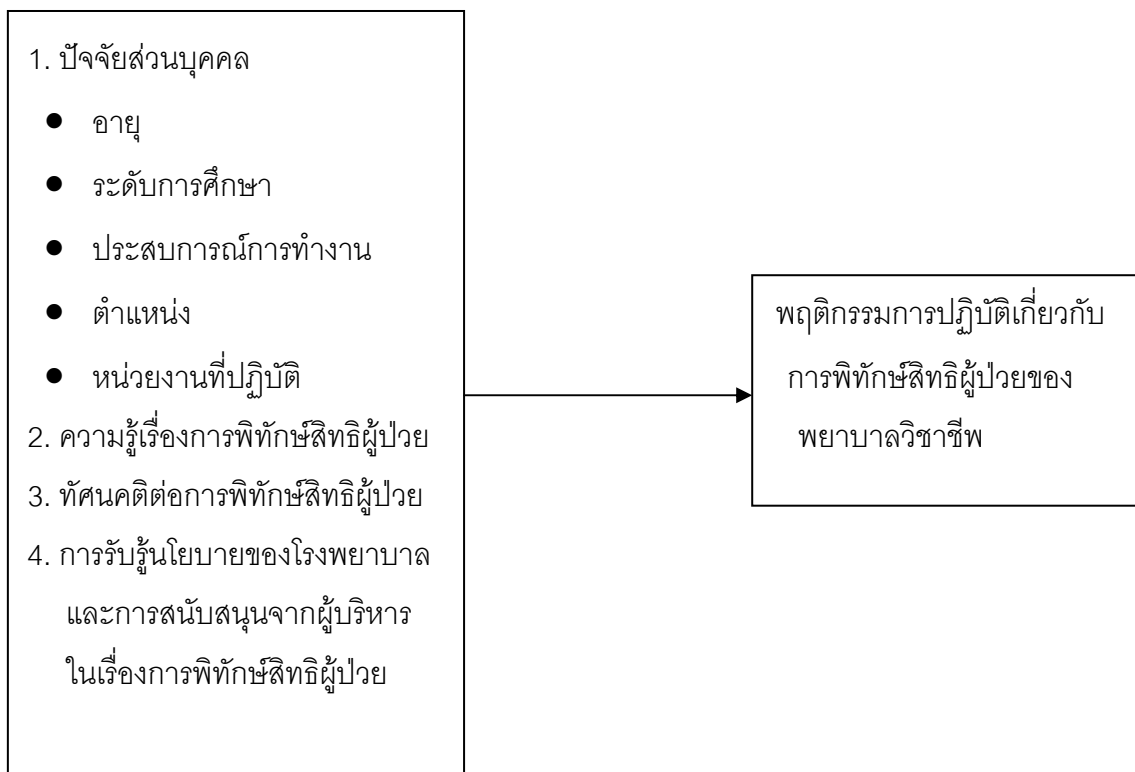 1. ปัจจัยส่วนบุคคล
● อายุ
● ระดับการศึกษา
● ประสบการณ์การทำงาน
● ตำแหน่ง
● หน่วยงานที่ปฏิบัติ
2. ความรู้เรื่องการพิทักษ์สิทธิผู้ป่วย
3. ทัศนคติต่อการพิทักษ์สิทธิผู้ป่วย
4. การรับรู้นโยบายของโรงพยาบาล
และการสนับสนุนจากผู้บริหาร
ในเรื่องการพิทักษ์สิทธิผู้ป่วย
พฤติกรรมการปฏิบัติเกี่ยวกับ
การพิทักษ์สิทธิผู้ป่วยของ
พยาบาลวิชาชีพ